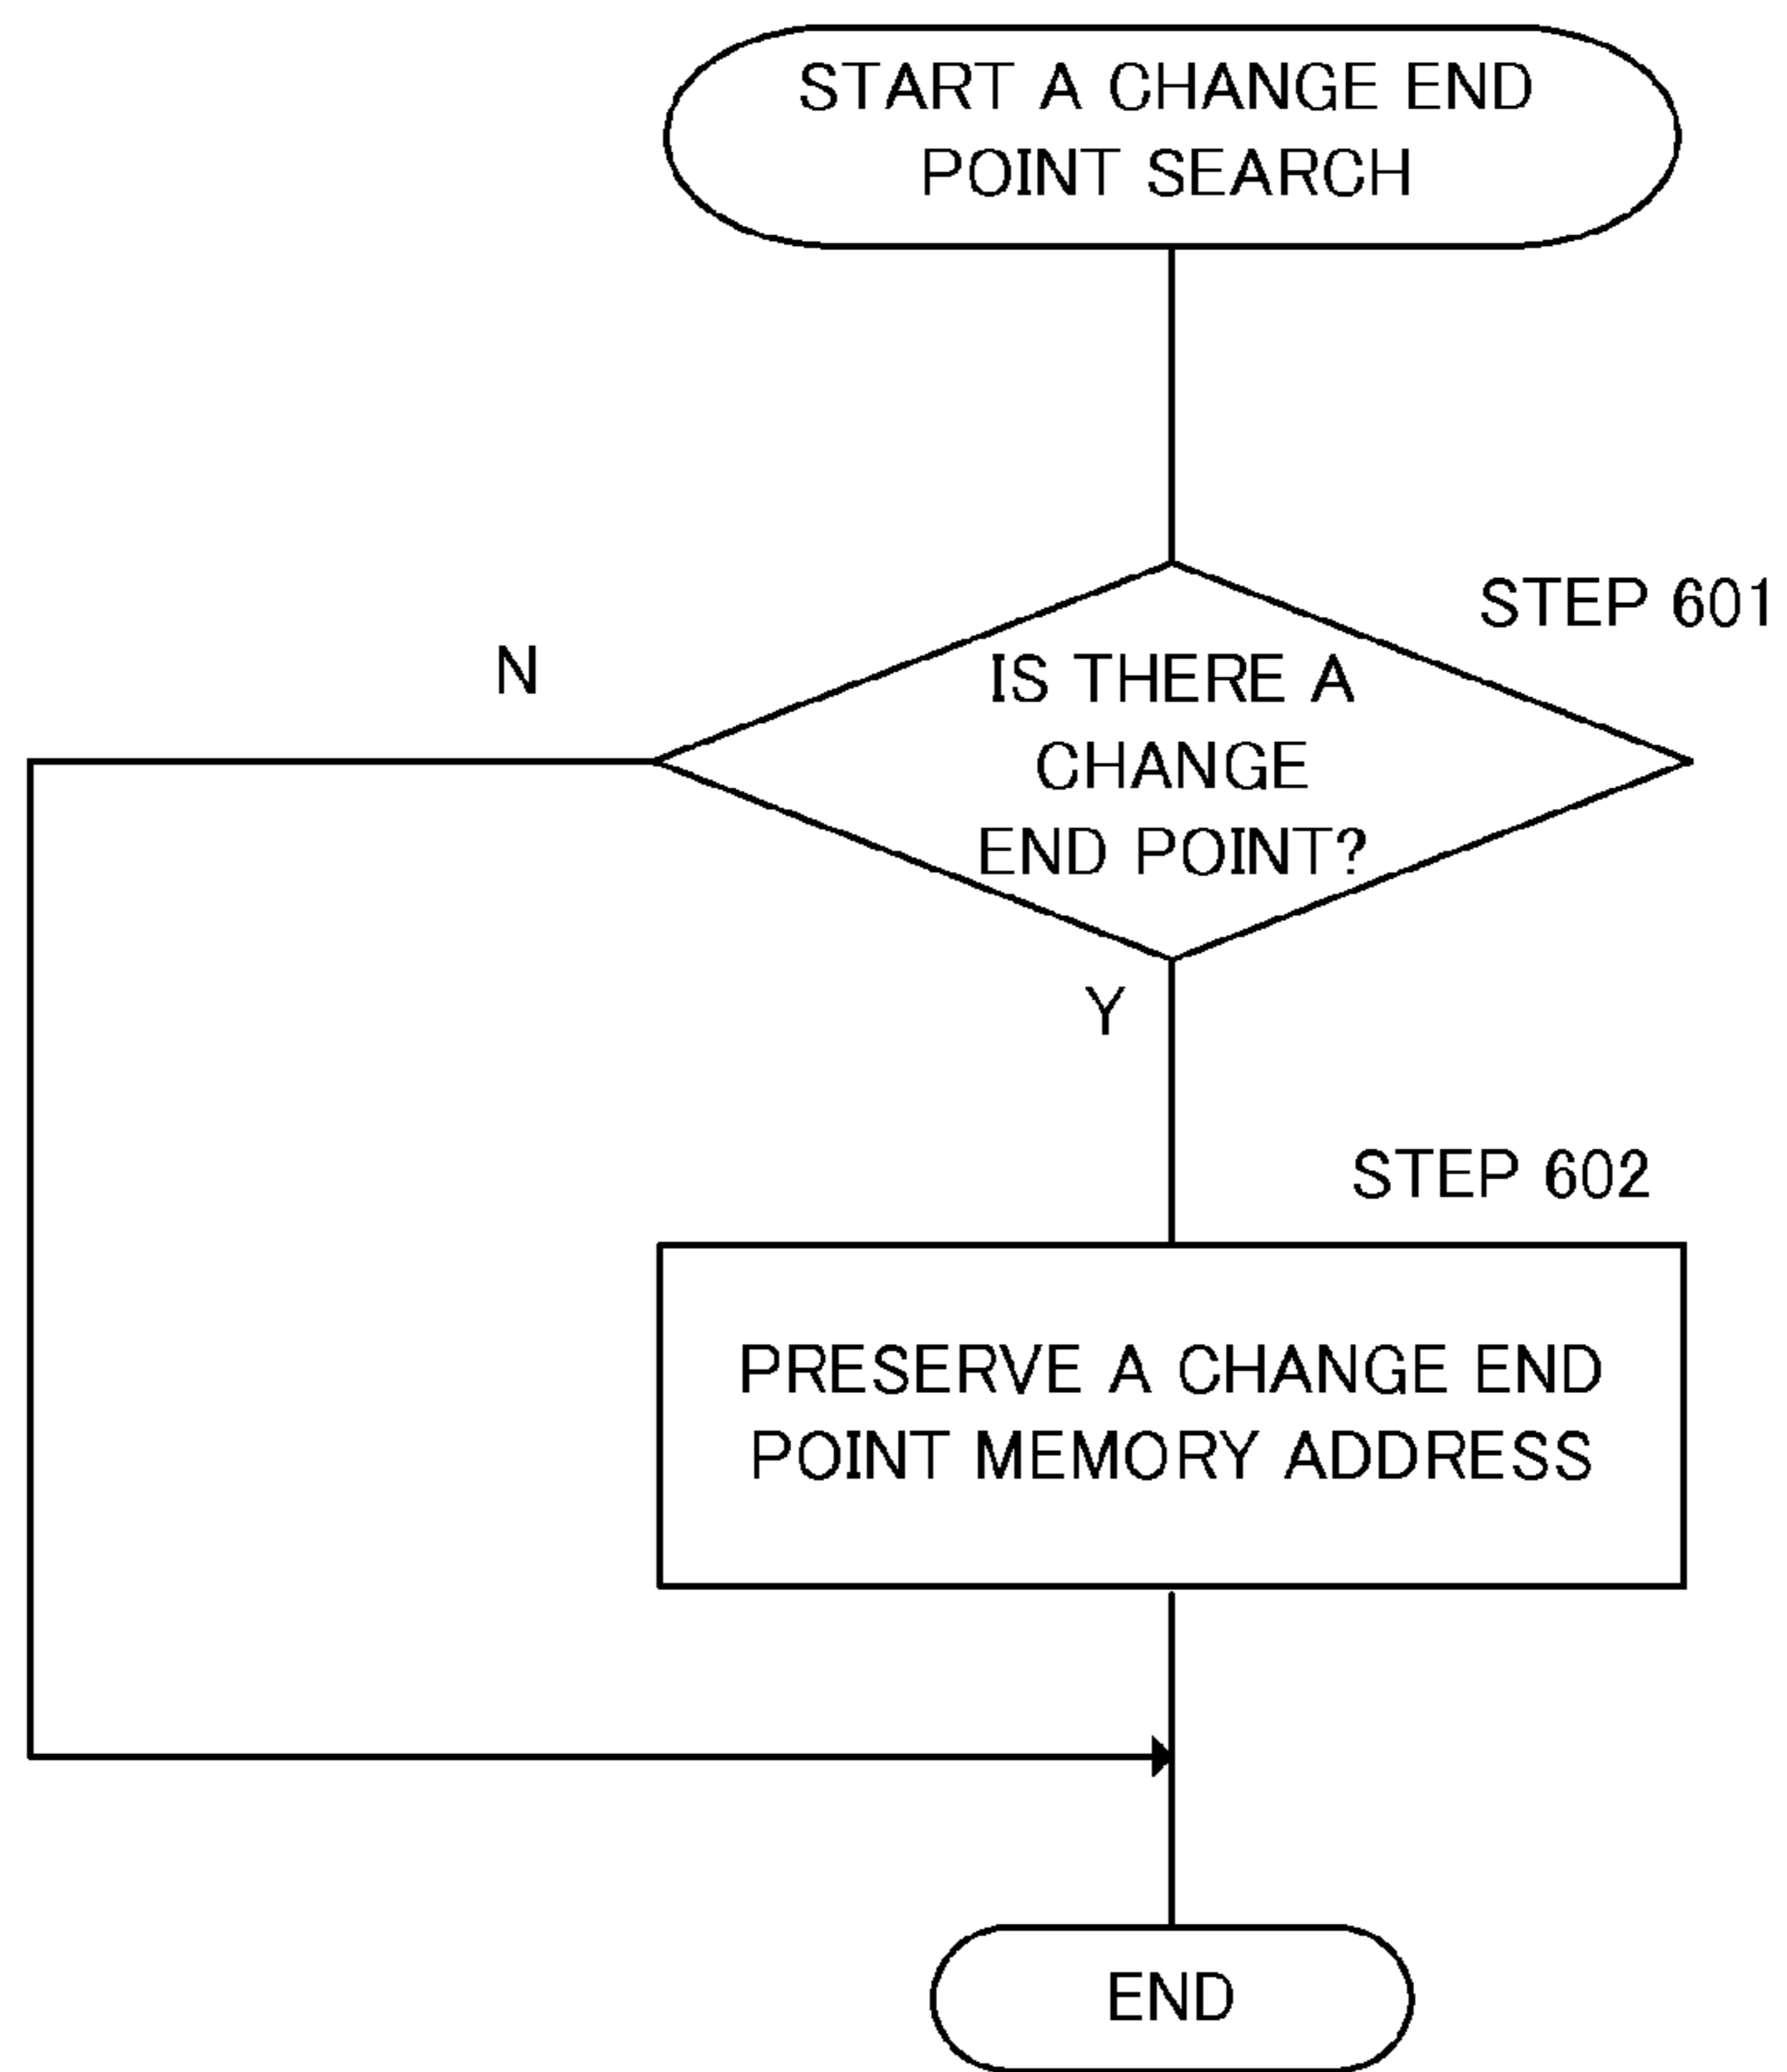 START A CHANGE END
POINT SEARCH
STEP 601
N
IS THERE A
CHANGE
END POINT?
Y
STEP 602
PRESERVE A CHANGE END
POINT MEMORY ADDRESS
END